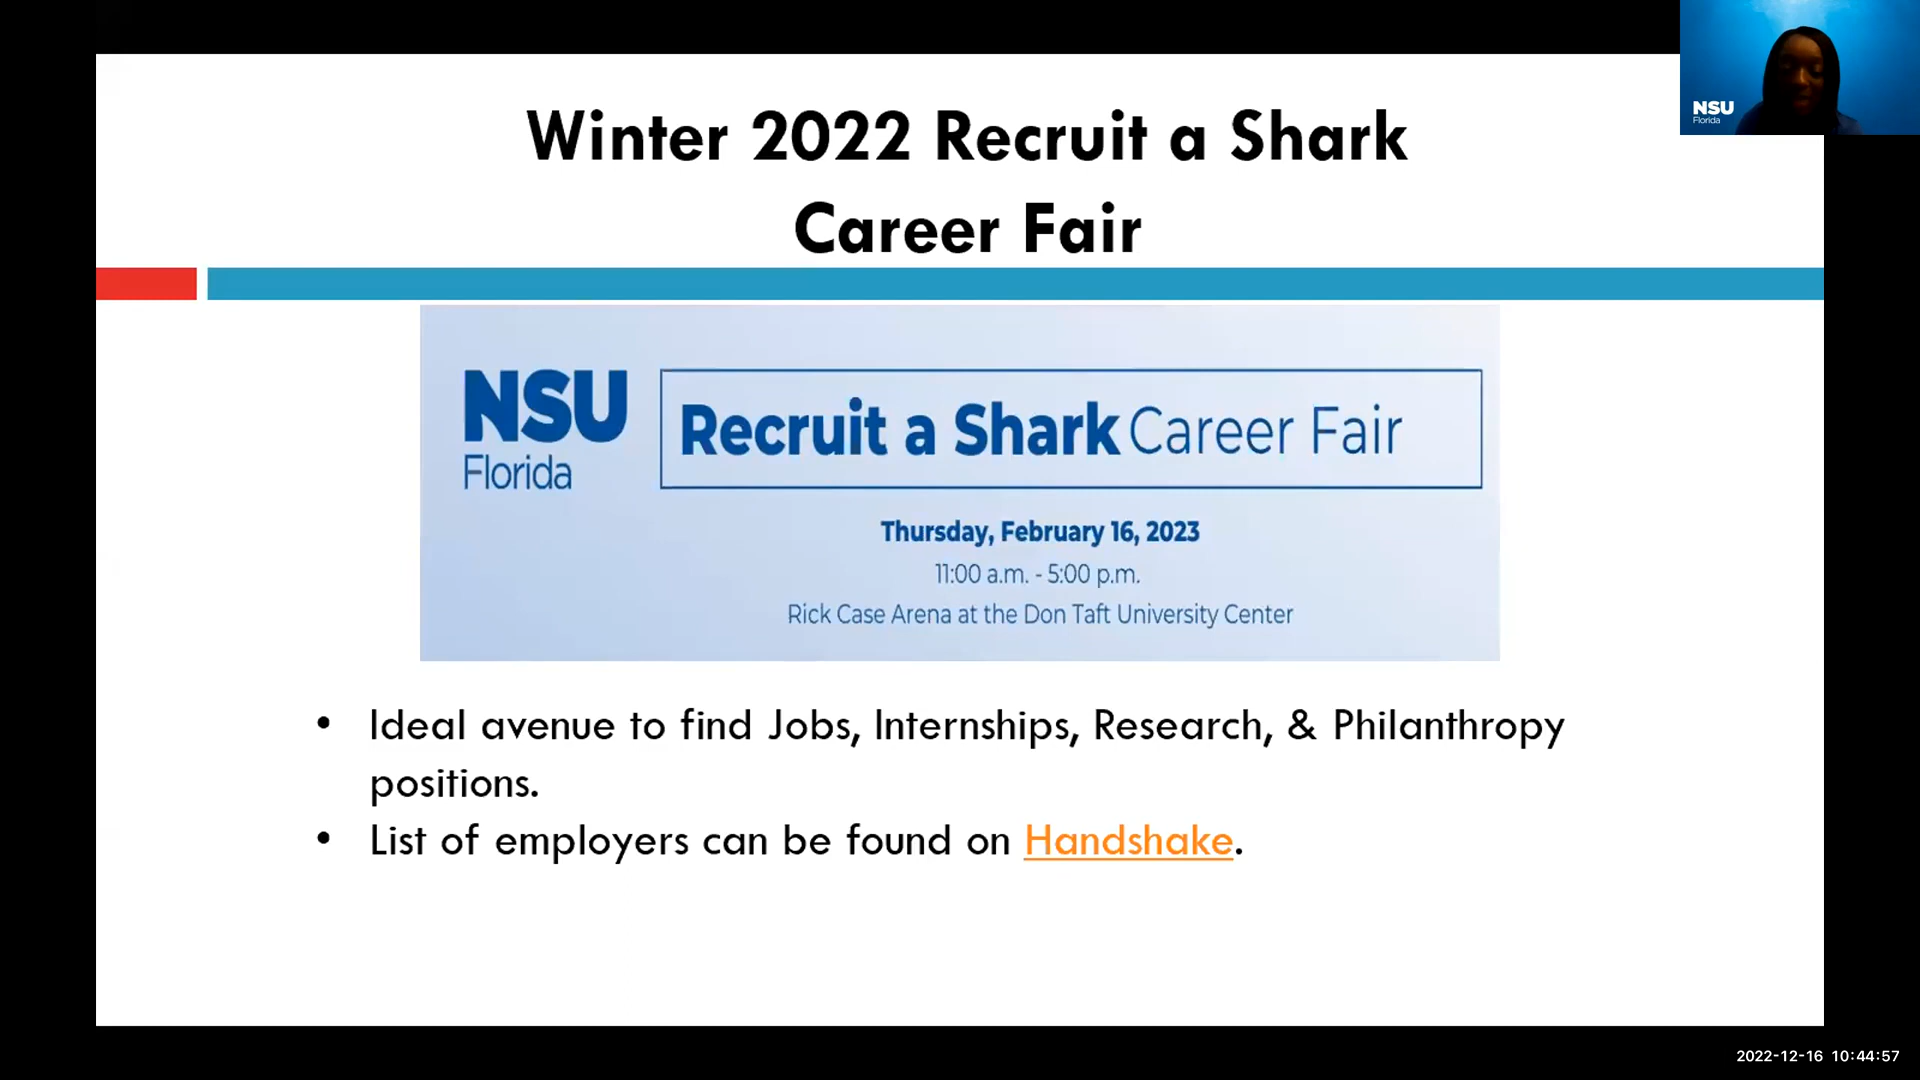 NSU
Florida
Winter 2022 Recruit a Shark
Career Fair
NSU
Florida
Recruit a Shark Career Fair
Thursday, February 16, 2023
11:00 a.m. - 5:00 p.m.
Rick Case Arena at the Don Taft University Center
• Ideal avenue to find Jobs, Internships, Research, & Philanthropy
positions.
• List of employers can be found on Handshake.
2022-12-16 10:44:57